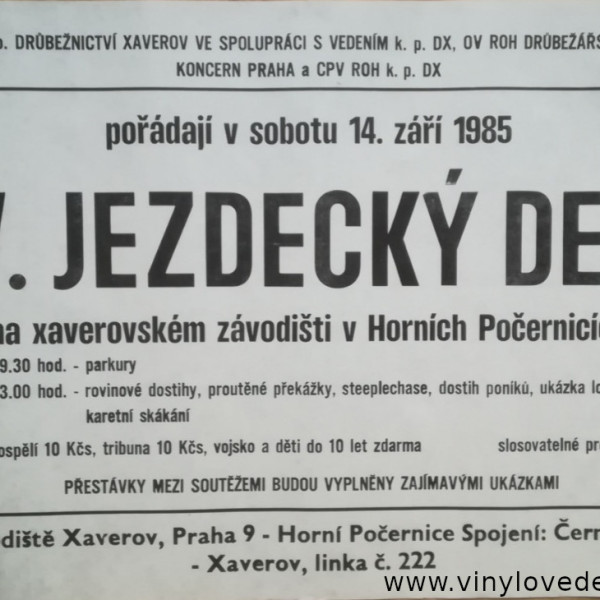 DRŮBEŽNICTVÍ XAVEROV VE SPOLUPRÁCI S VEDENÍM k. p. DX, OV ROH DRŮBEŽÁŘS
KONCERN PRAHA a CPV ROH k. p. DX
pořádají v sobotu 14. září 1985
. JEZDECKÝ DE
na xaverovském závodišti v Horních Počernicíc
9.30 hod. - parkury
3.00 hod. - rovinové dostihy, proutěné překážky, steeplechase, dostih poníků, ukázka lo
karetní skákání
ospělí 10 Kčs, tribuna 10 Kčs, vojsko a děti do 10 let zdarma slosovatelné pr
PŘESTÁVKY MEZI SOUTĚŽEMI BUDOU VYPLNĚNY ZAJÍMAVÝMI UKÁZKAMI
diště Xaverov, Praha 9 - Horní Počernice Spojení: Čern
- Xaverov, linka č. 222
www.vinylovede